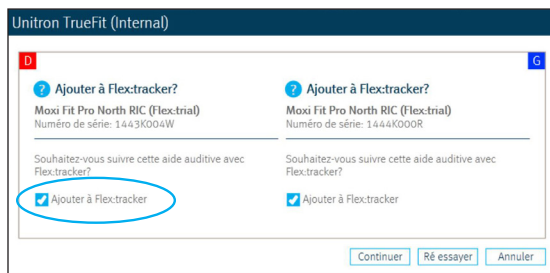 Unitron TrueFit (Internal)
D
G
? Ajouter à Flex:tracker?
Moxi Fit Pro North RIC (Flex:trial)
Numéro de série: 1443K004W
Souhaitez-vous suivre cette aide auditive avec
Flex:tracker?
Ajouter à Flex:tracker
? Ajouter à Flex:tracker?
Moxi Fit Pro North RIC (Flex:trial)
Numéro de série: 1444K000R
Souhaitez-vous suivre cette aide auditive avec
Flex:tracker?
Ajouter à Flex:tracker
Continuer
Ré essayer
Annuler